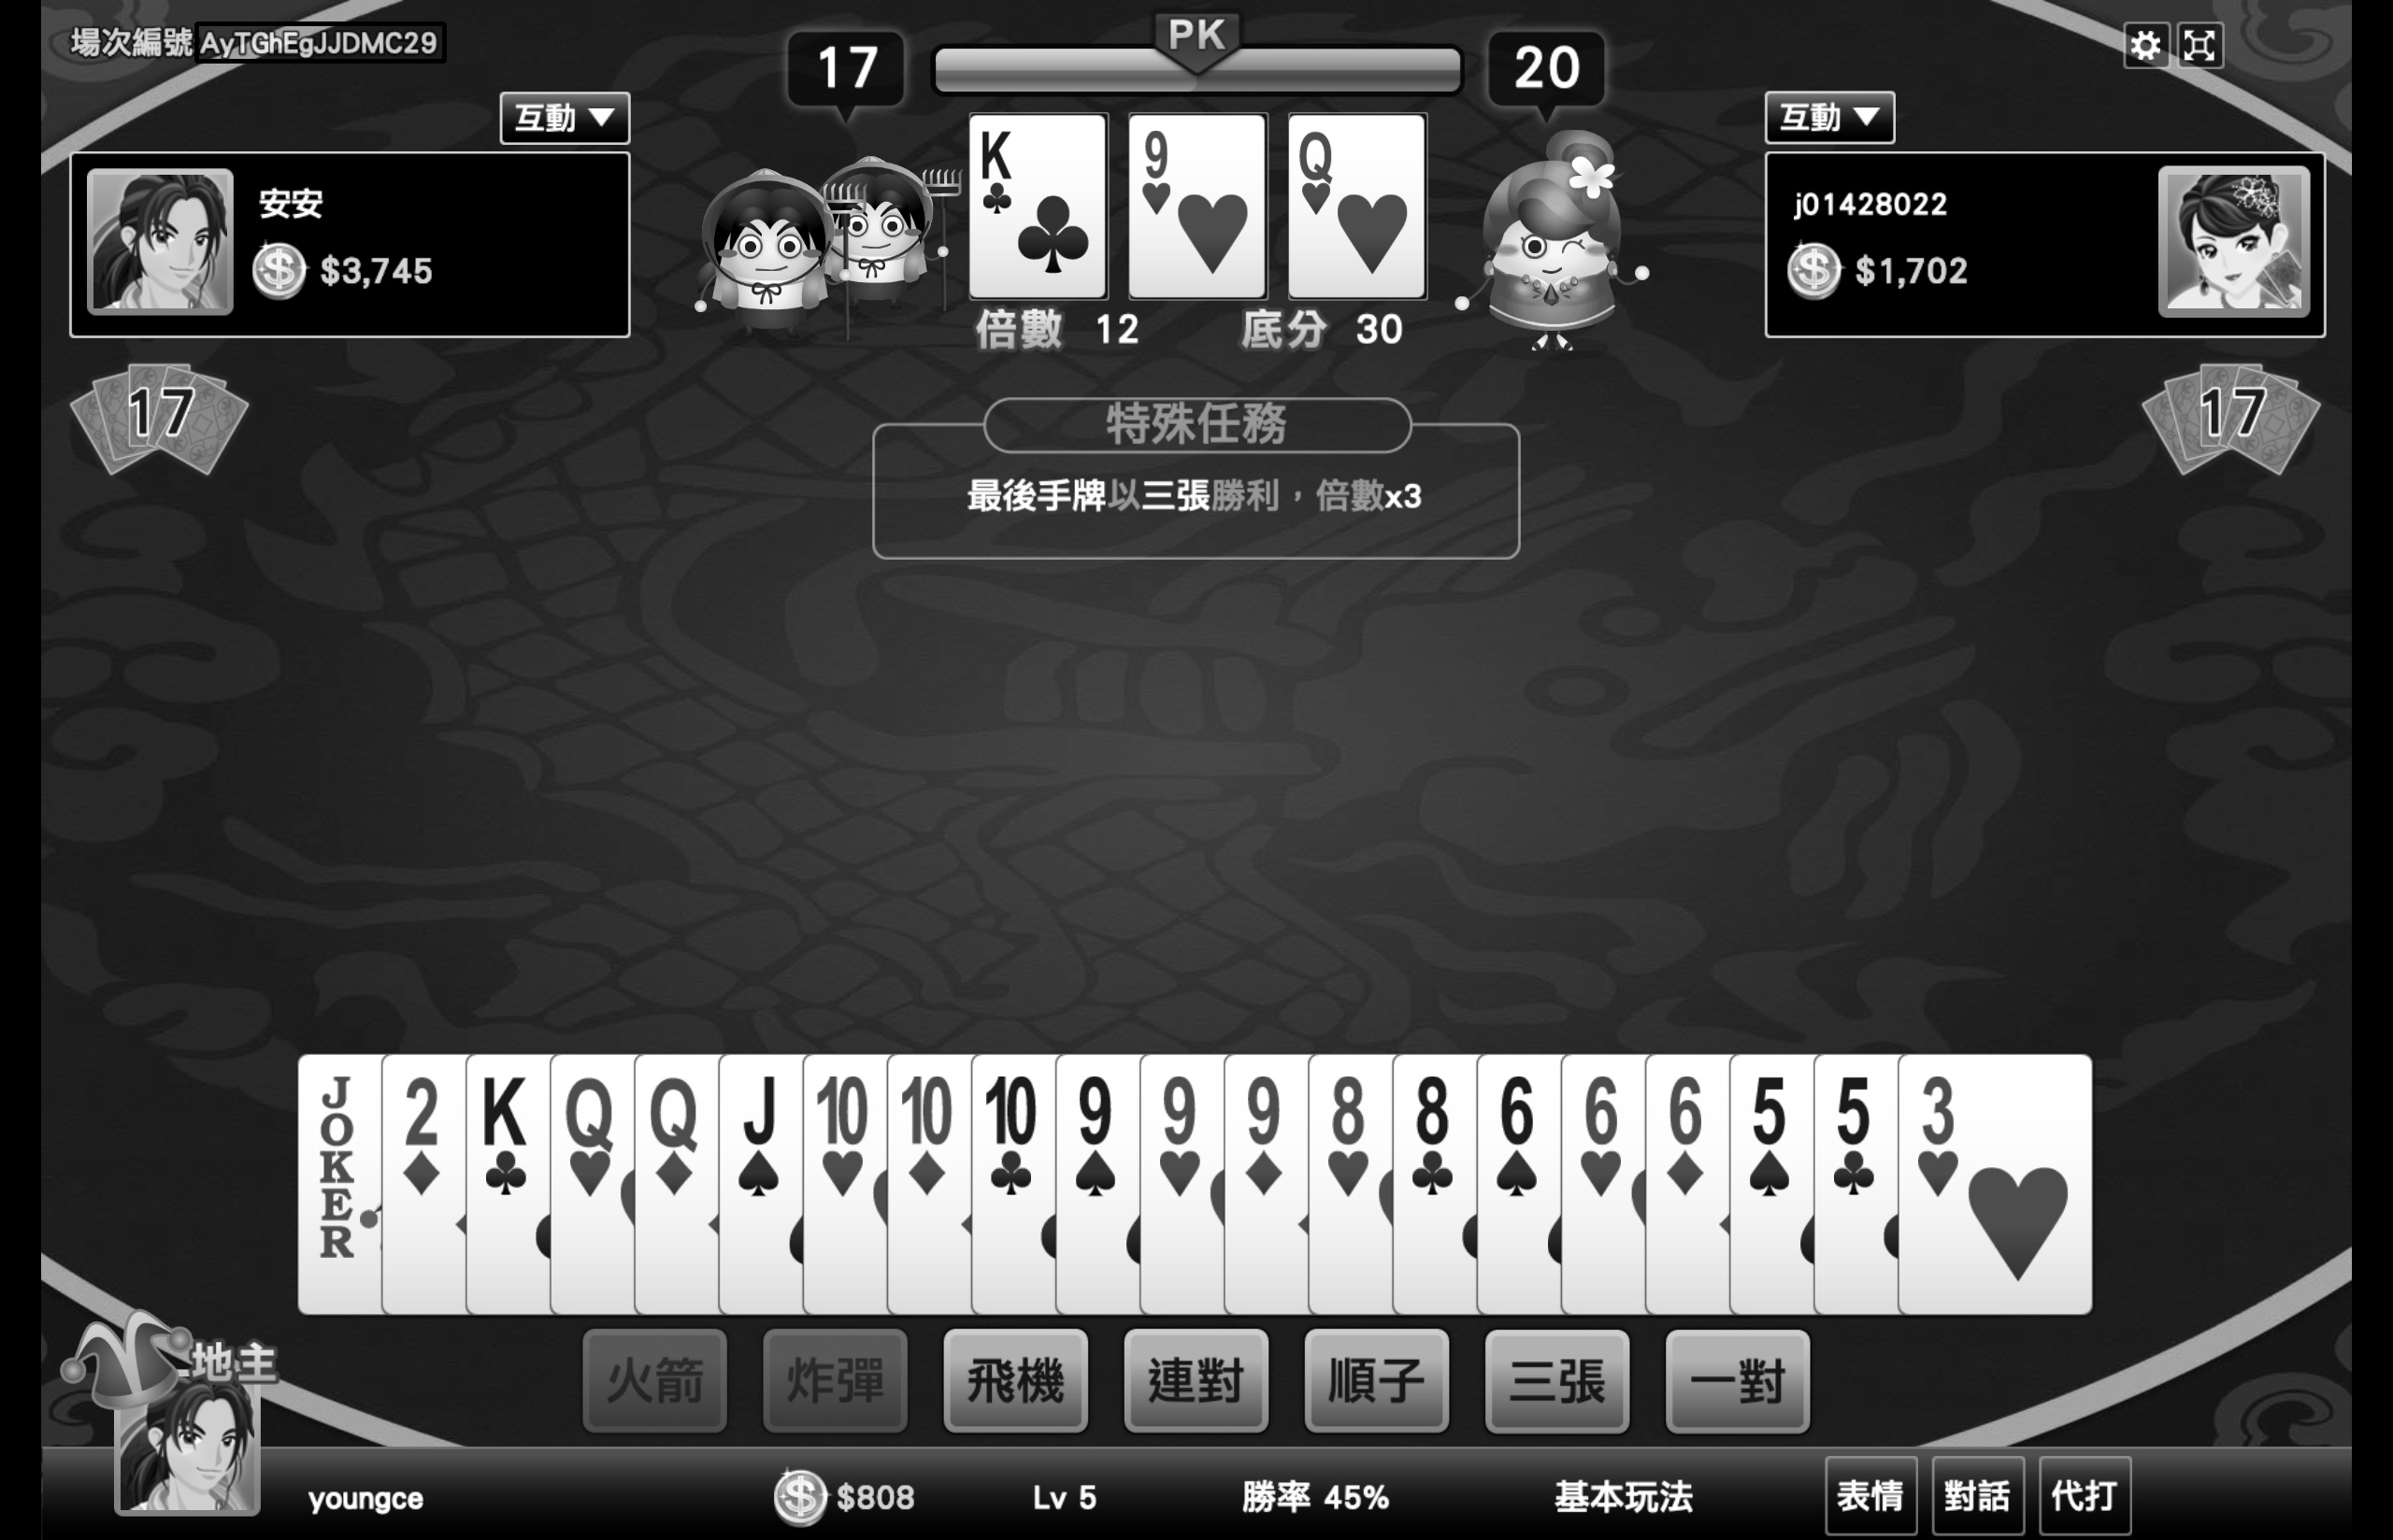 場次編號 AyTGhEgJJDMC29
PK
17
20
互動 ▼
互動 ▼
安安
$3,745
K
9
Q
j01428022
$1,702
倍數 12
底分 30
17
17
特殊任務
最後手牌以三張勝利，倍數x3
JOKER 2 K Q Q J 10 10 10 9 9 9 8 8 6 6 6 5 5 3
地主
火箭 炸彈 飛機 連對 順子 三張 一對
youngce $808 Lv 5 勝率 45% 基本玩法 表情 對話 代打